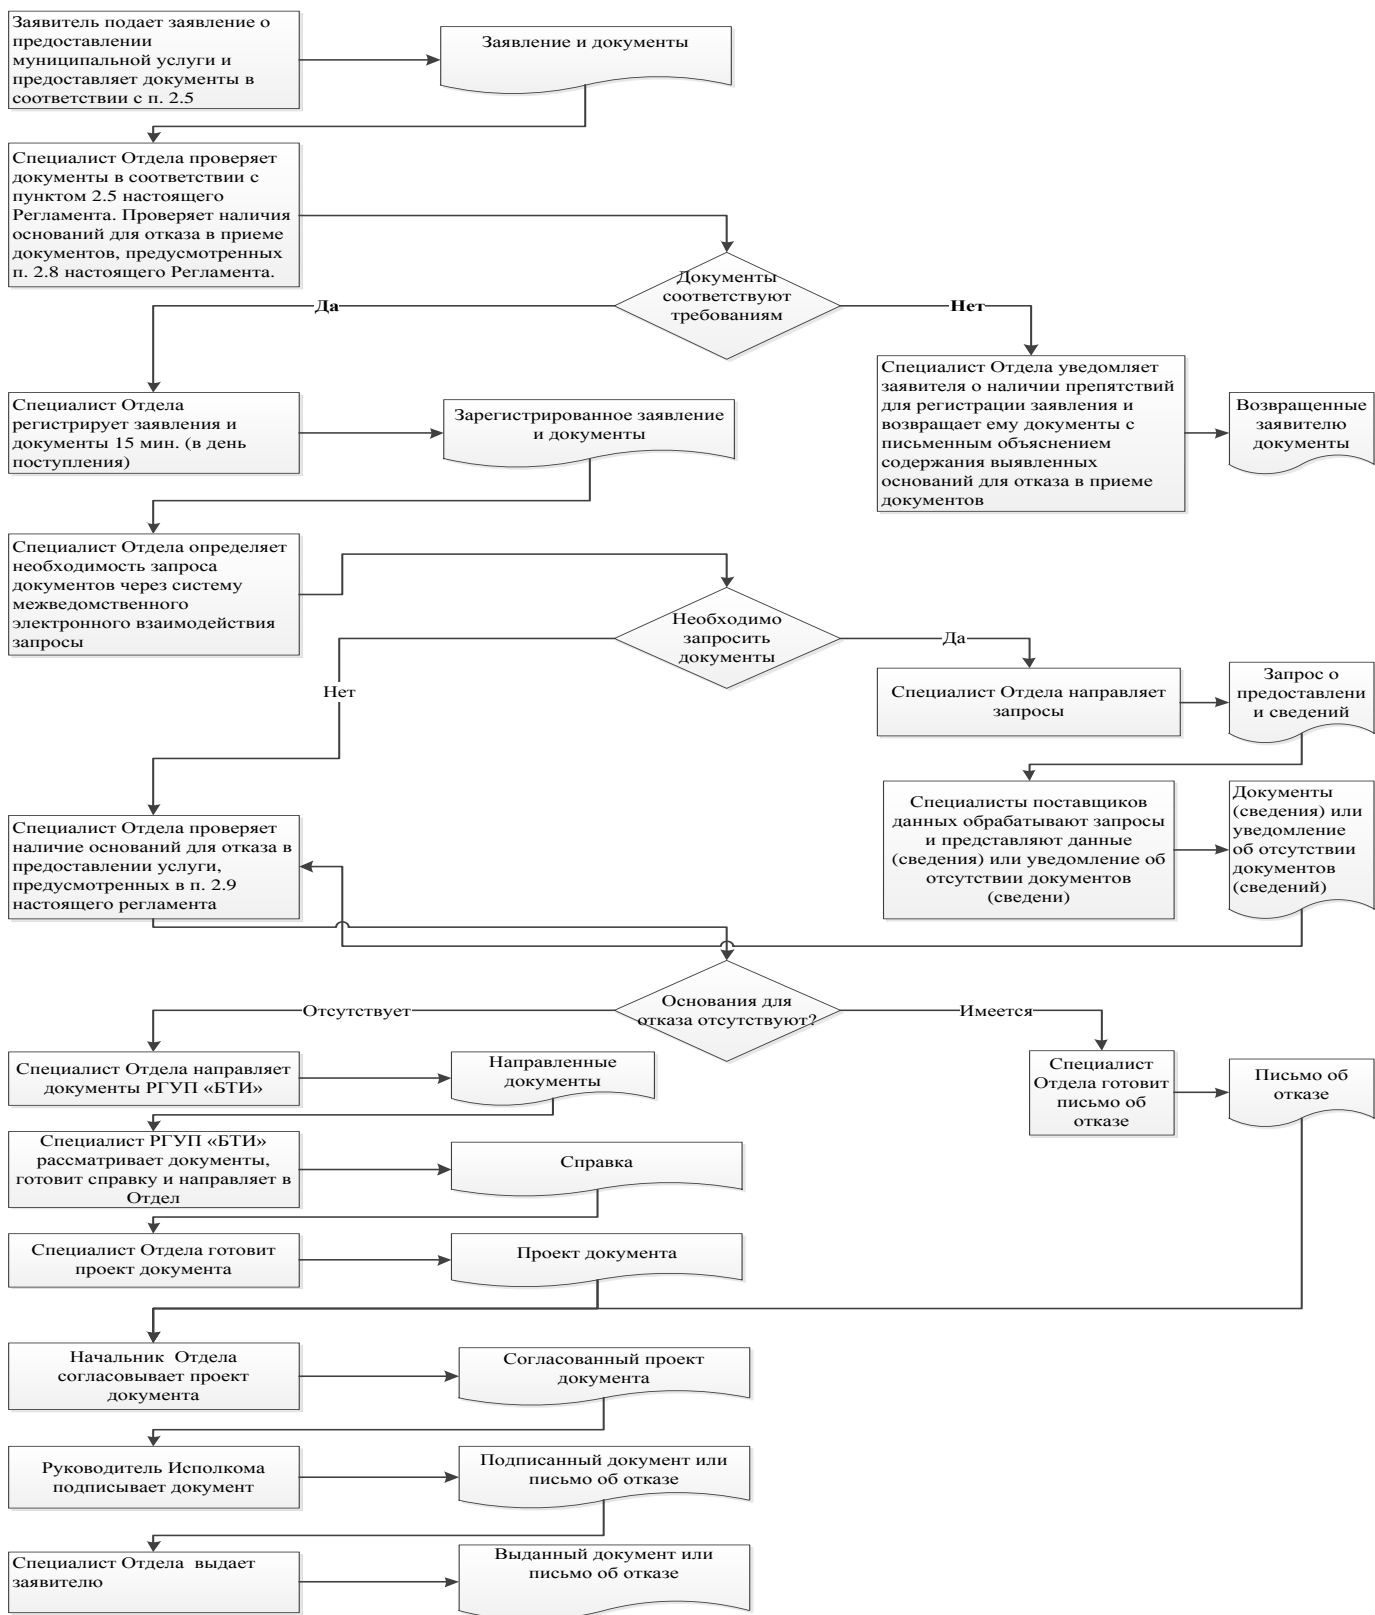 Заявитель подает заявление о
предоставлении
муниципальной услуги и
предоставляет документы в
соответствии с п. 2.5
Заявление и документы
Специалист Отдела проверяет
документы в соответствии с
пунктом 2.5 настоящего
Регламента. Проверяет наличия
оснований для отказа в приеме
документов, предусмотренных
п. 2.8 настоящего Регламента.
Документы
соответствуют
требованиям
Да
Нет
Специалист Отдела
регистрирует заявления и
документы 15 мин. (в день
поступления)
Зарегистрированное заявление
и документы
Специалист Отдела уведомляет
заявителя о наличии препятствий
для регистрации заявления и
возвращает ему документы с
письменным объяснением
содержания выявленных
оснований для отказа в приеме
документов
Возвращенные
заявителю
документы
Специалист Отдела определяет
необходимость запроса
документов через систему
межведомственного
электронного взаимодействия
запросы
Необходимо
запросить
документы
Да
Нет
Специалист Отдела направляет
запросы
Запрос о
предоставлени
и сведений
Специалисты поставщиков
данных обрабатывают запросы
и представляют данные
(сведения) или уведомление об
отсутствии документов
(сведени)
Документы
(сведения) или
уведомление
об отсутствии
документов
(сведений)
Специалист Отдела проверяет
наличие оснований для отказа в
предоставлении услуги,
предусмотренных в п. 2.9
настоящего регламента
Основания для
отказа отсутствуют?
Отсутствует
Имеется
Специалист Отдела направляет
документы РГУП «БТИ»
Направленные
документы
Специалист
Отдела готовит
письмо об
отказе
Письмо об
отказе
Специалист РГУП «БТИ»
рассматривает документы,
готовит справку и направляет в
Отдел
Справка
Специалист Отдела готовит
проект документа
Проект документа
Начальник  Отдела
согласовывает проект
документа
Согласованный проект
документа
Руководитель Исполкома
подписывает документ
Подписанный документ или
письмо об отказе
Специалист Отдела  выдает
заявителю
Выданный документ или
письмо об отказе